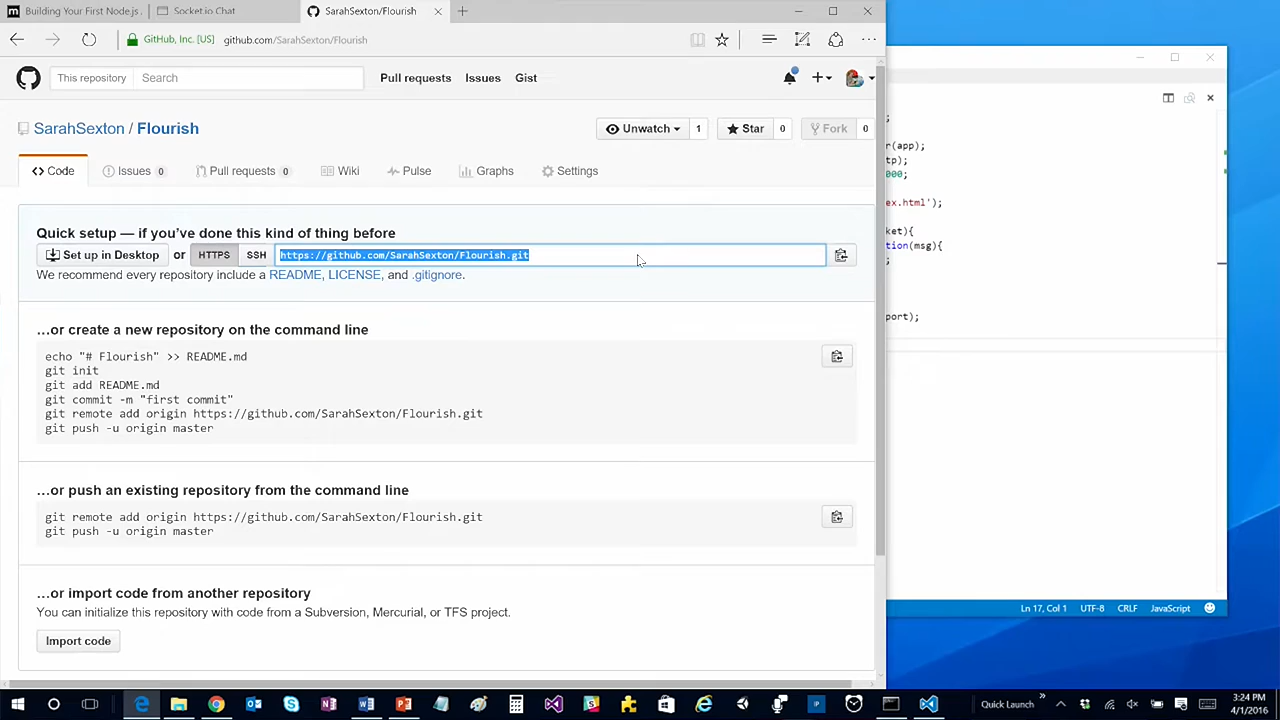 Building Your First Node.js .
Socket.io Chat
SarahSexton/Flourish
GitHub, Inc. [US]
github.com/SarahSexton/Flourish
This repository
Search
Pull requests
Issues
Gist
SarahSexton / Flourish
Unwatch
1
Star
0
Fork
0
Code
Issues 0
Pull requests 0
Wiki
Pulse
Graphs
Settings
Quick setup — if you've done this kind of thing before
Set up in Desktop
or
HTTPS
SSH
https://github.com/SarahSexton/Flourish.git
We recommend every repository include a README, LICENSE, and .gitignore.
…or create a new repository on the command line
echo "# Flourish" >> README.md
git init
git add README.md
git commit -m "first commit"
git remote add origin https://github.com/SarahSexton/Flourish.git
git push -u origin master
…or push an existing repository from the command line
git remote add origin https://github.com/SarahSexton/Flourish.git
git push -u origin master
…or import code from another repository
You can initialize this repository with code from a Subversion, Mercurial, or TFS project.
Import code
;
r(app);
tp);
000;
ex.html');
ket){
tion(msg){
;
port);
Ln 17, Col 1
UTF-8
CRLF
JavaScript
Quick Launch
3:24 PM
4/1/2016